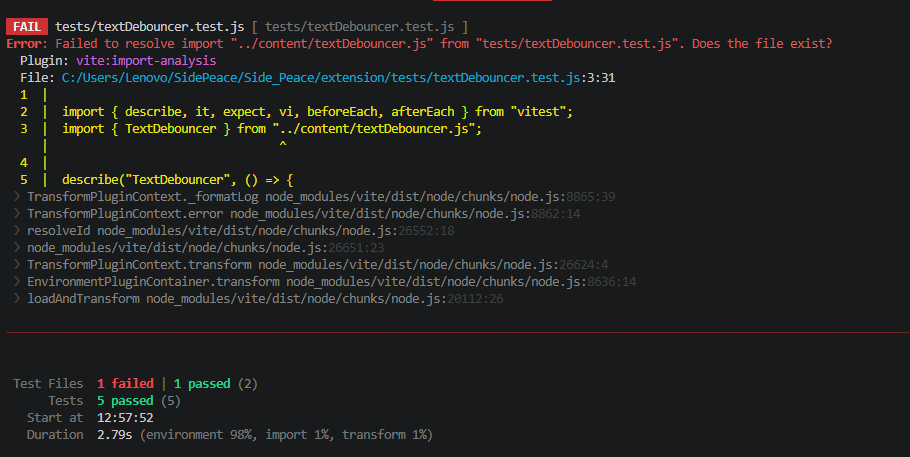 FAIL tests/textDebouncer.test.js [ tests/textDebouncer.test.js ]
Error: Failed to resolve import "../content/textDebouncer.js" from "tests/textDebouncer.test.js". Does the file exist?
Plugin: vite:import-analysis
File: C:/Users/Lenovo/SidePeace/Side_Peace/extension/tests/textDebouncer.test.js:3:31
1 |
2 | import { describe, it, expect, vi, beforeEach, afterEach } from "vitest";
3 | import { TextDebouncer } from "../content/textDebouncer.js";
| ^
4 |
5 | describe("TextDebouncer", () => {
❯ TransformPluginContext._formatLog node_modules/vite/dist/node/chunks/node.js:8865:39
❯ TransformPluginContext.error node_modules/vite/dist/node/chunks/node.js:8862:14
❯ resolveId node_modules/vite/dist/node/chunks/node.js:26552:18
❯ node_modules/vite/dist/node/chunks/node.js:26651:23
❯ TransformPluginContext.transform node_modules/vite/dist/node/chunks/node.js:26624:4
❯ EnvironmentPluginContainer.transform node_modules/vite/dist/node/chunks/node.js:8636:14
❯ loadAndTransform node_modules/vite/dist/node/chunks/node.js:20112:26
Test Files 1 failed | 1 passed (2)
Tests 5 passed (5)
Start at 12:57:52
Duration 2.79s (environment 98%, import 1%, transform 1%)